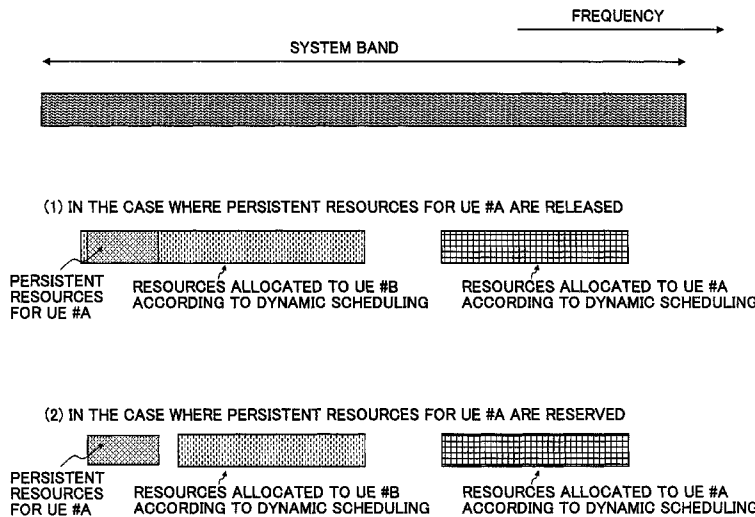 FREQUENCY
SYSTEM BAND
(1) IN THE CASE WHERE PERSISTENT RESOURCES FOR UE #A ARE RELEASED
PERSISTENT
RESOURCES
FOR UE #A
RESOURCES ALLOCATED TO UE #B
ACCORDING TO DYNAMIC SCHEDULING
RESOURCES ALLOCATED TO UE #A
ACCORDING TO DYNAMIC SCHEDULING
(2) IN THE CASE WHERE PERSISTENT RESOURCES FOR UE #A ARE RESERVED
PERSISTENT
RESOURCES
FOR UE #A
RESOURCES ALLOCATED TO UE #B
ACCORDING TO DYNAMIC SCHEDULING
RESOURCES ALLOCATED TO UE #A
ACCORDING TO DYNAMIC SCHEDULING